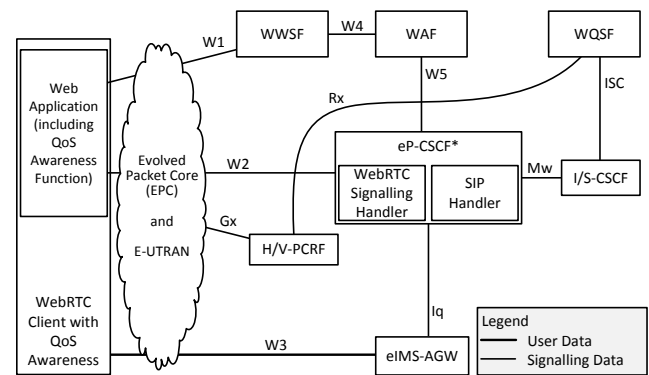 W1
WWSF
W4
WAF
WQSF
Web
Application
(including
QoS
Awareness
Function)
W5
Rx
ISC
Evolved
Packet Core
(EPC)
and
E-UTRAN
W2
eP-CSCF*
WebRTC
Signalling
Handler
SIP
Handler
Mw
I/S-CSCF
Gx
H/V-PCRF
WebRTC
Client with
QoS
Awareness
W3
Iq
eIMS-AGW
Legend
User Data
Signalling Data